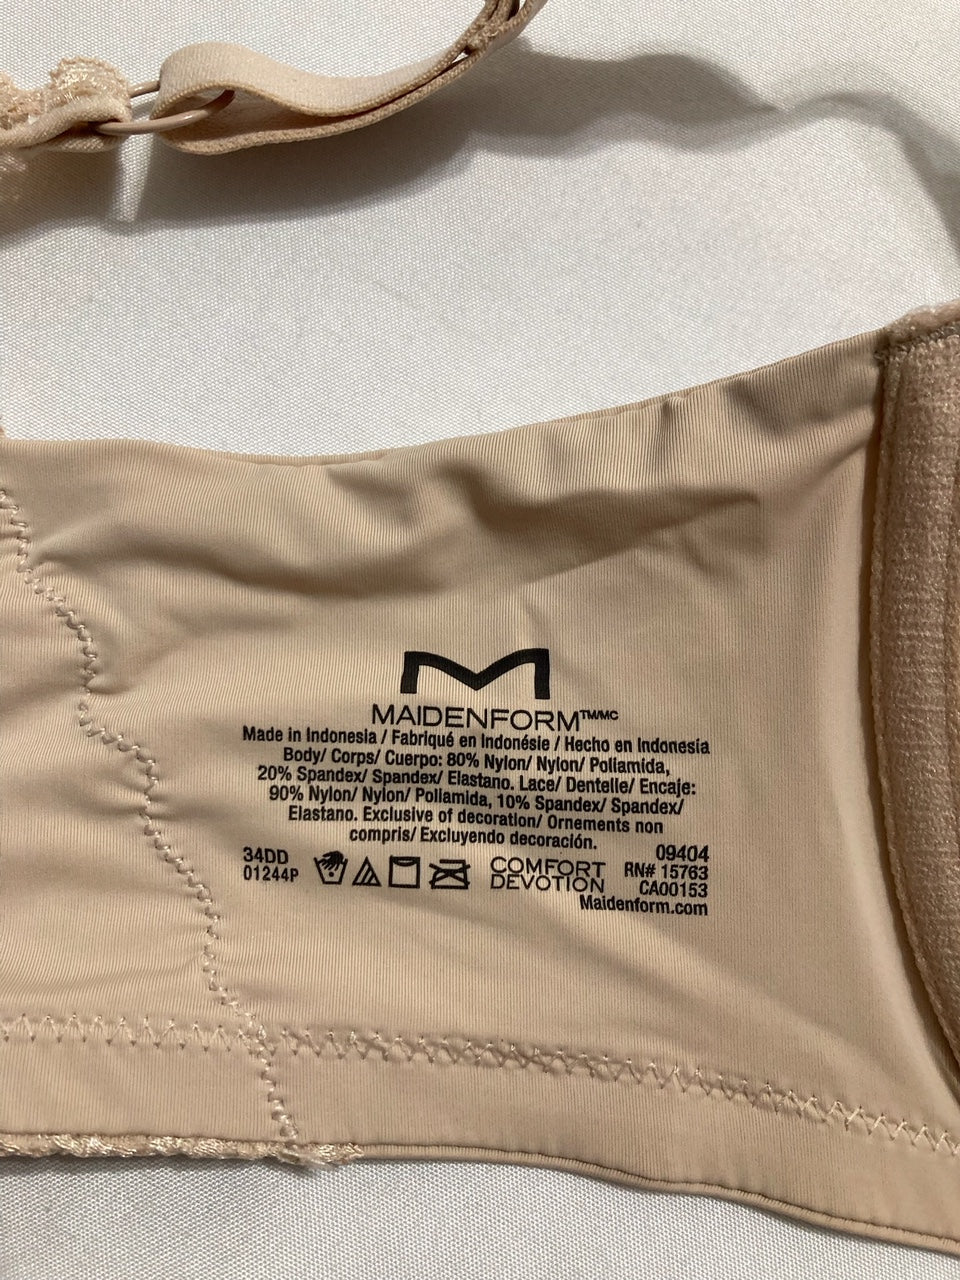 MAIDENFORM™/MC
Made in Indonesia / Fabriqué en Indonésie / Hecho en Indonesia
Body/ Corps/ Cuerpo: 80% Nylon/ Nylon/ Poliamida,
20% Spandex/ Spandex/ Elastano. Lace/ Dentelle/ Encaje:
90% Nylon/ Nylon/ Poliamida, 10% Spandex/ Spandex/
Elastano. Exclusive of decoration/ Ornements non
compris/ Excluyendo decoración.
34DD
01244P
COMFORT
DEVOTION
09404
RN# 15763
CA00153
Maidenform.com